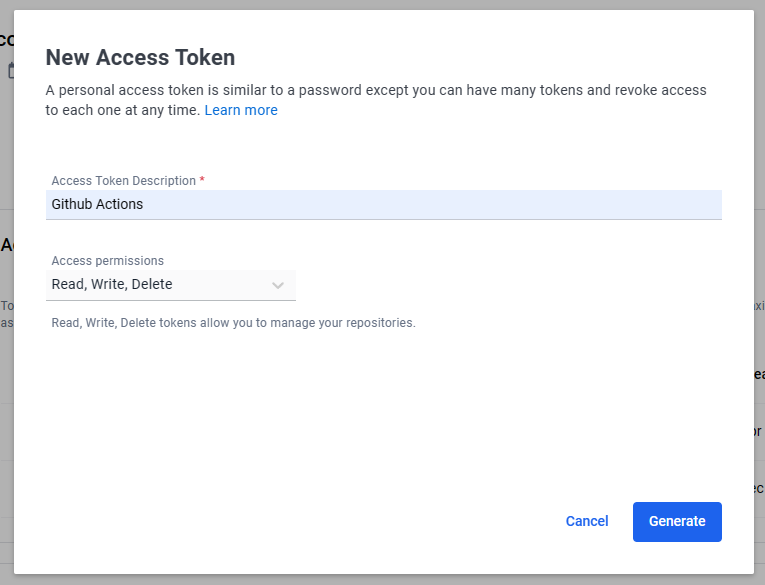 New Access Token
A personal access token is similar to a password except you can have many tokens and revoke access
to each one at any time. Learn more
Access Token Description *
Github Actions
Access permissions
Read, Write, Delete
Read, Write, Delete tokens allow you to manage your repositories.
Cancel
Generate